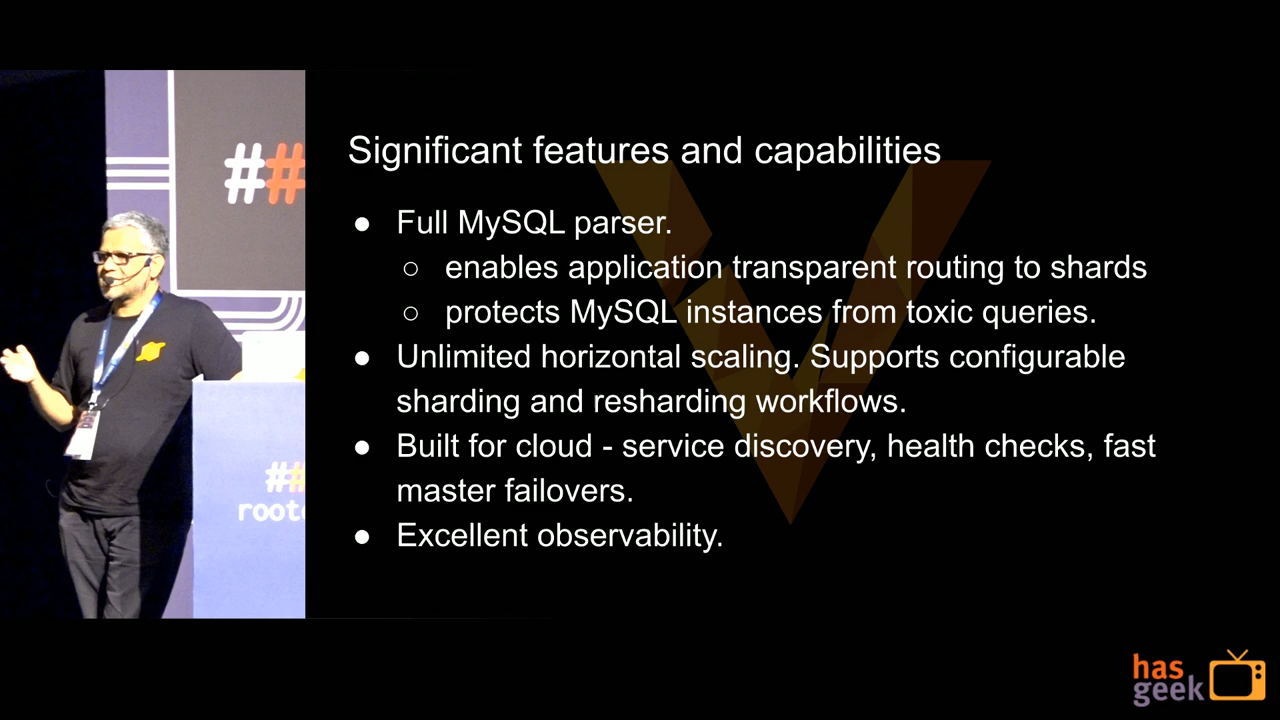 ##
Significant features and capabilities
● Full MySQL parser.
○ enables application transparent routing to shards
○ protects MySQL instances from toxic queries.
● Unlimited horizontal scaling. Supports configurable
sharding and resharding workflows.
● Built for cloud - service discovery, health checks, fast
master failovers.
● Excellent observability.
##
root
has
geek